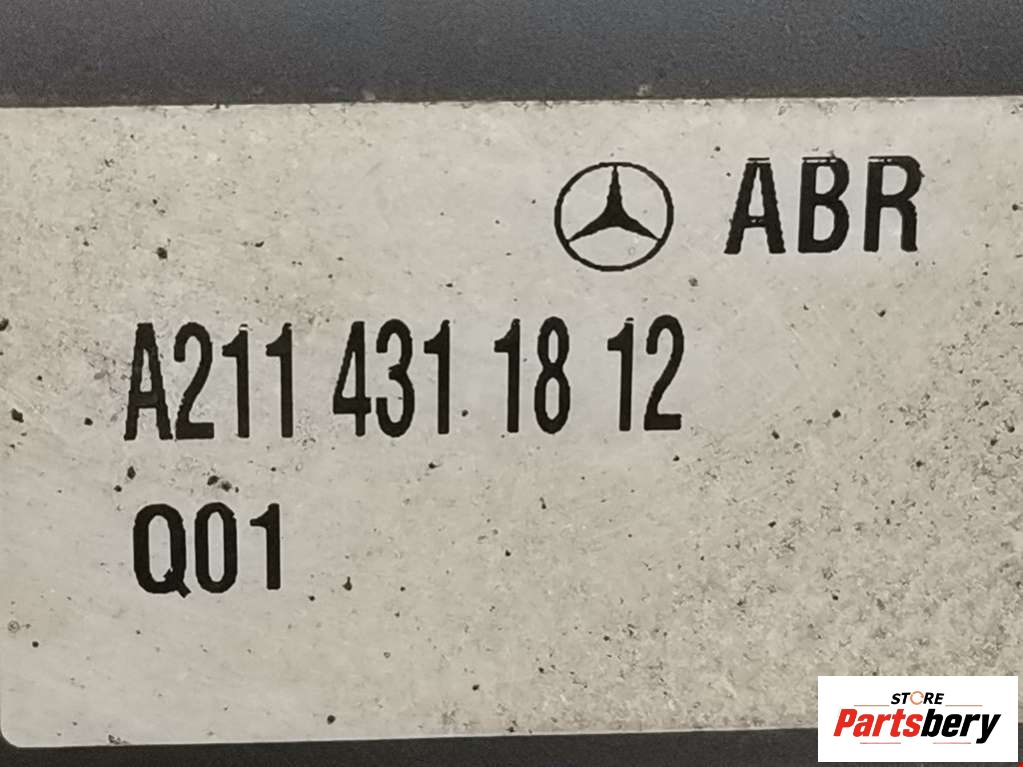 ABR
A211 431 18 12
Q01
STORE
Partsbery